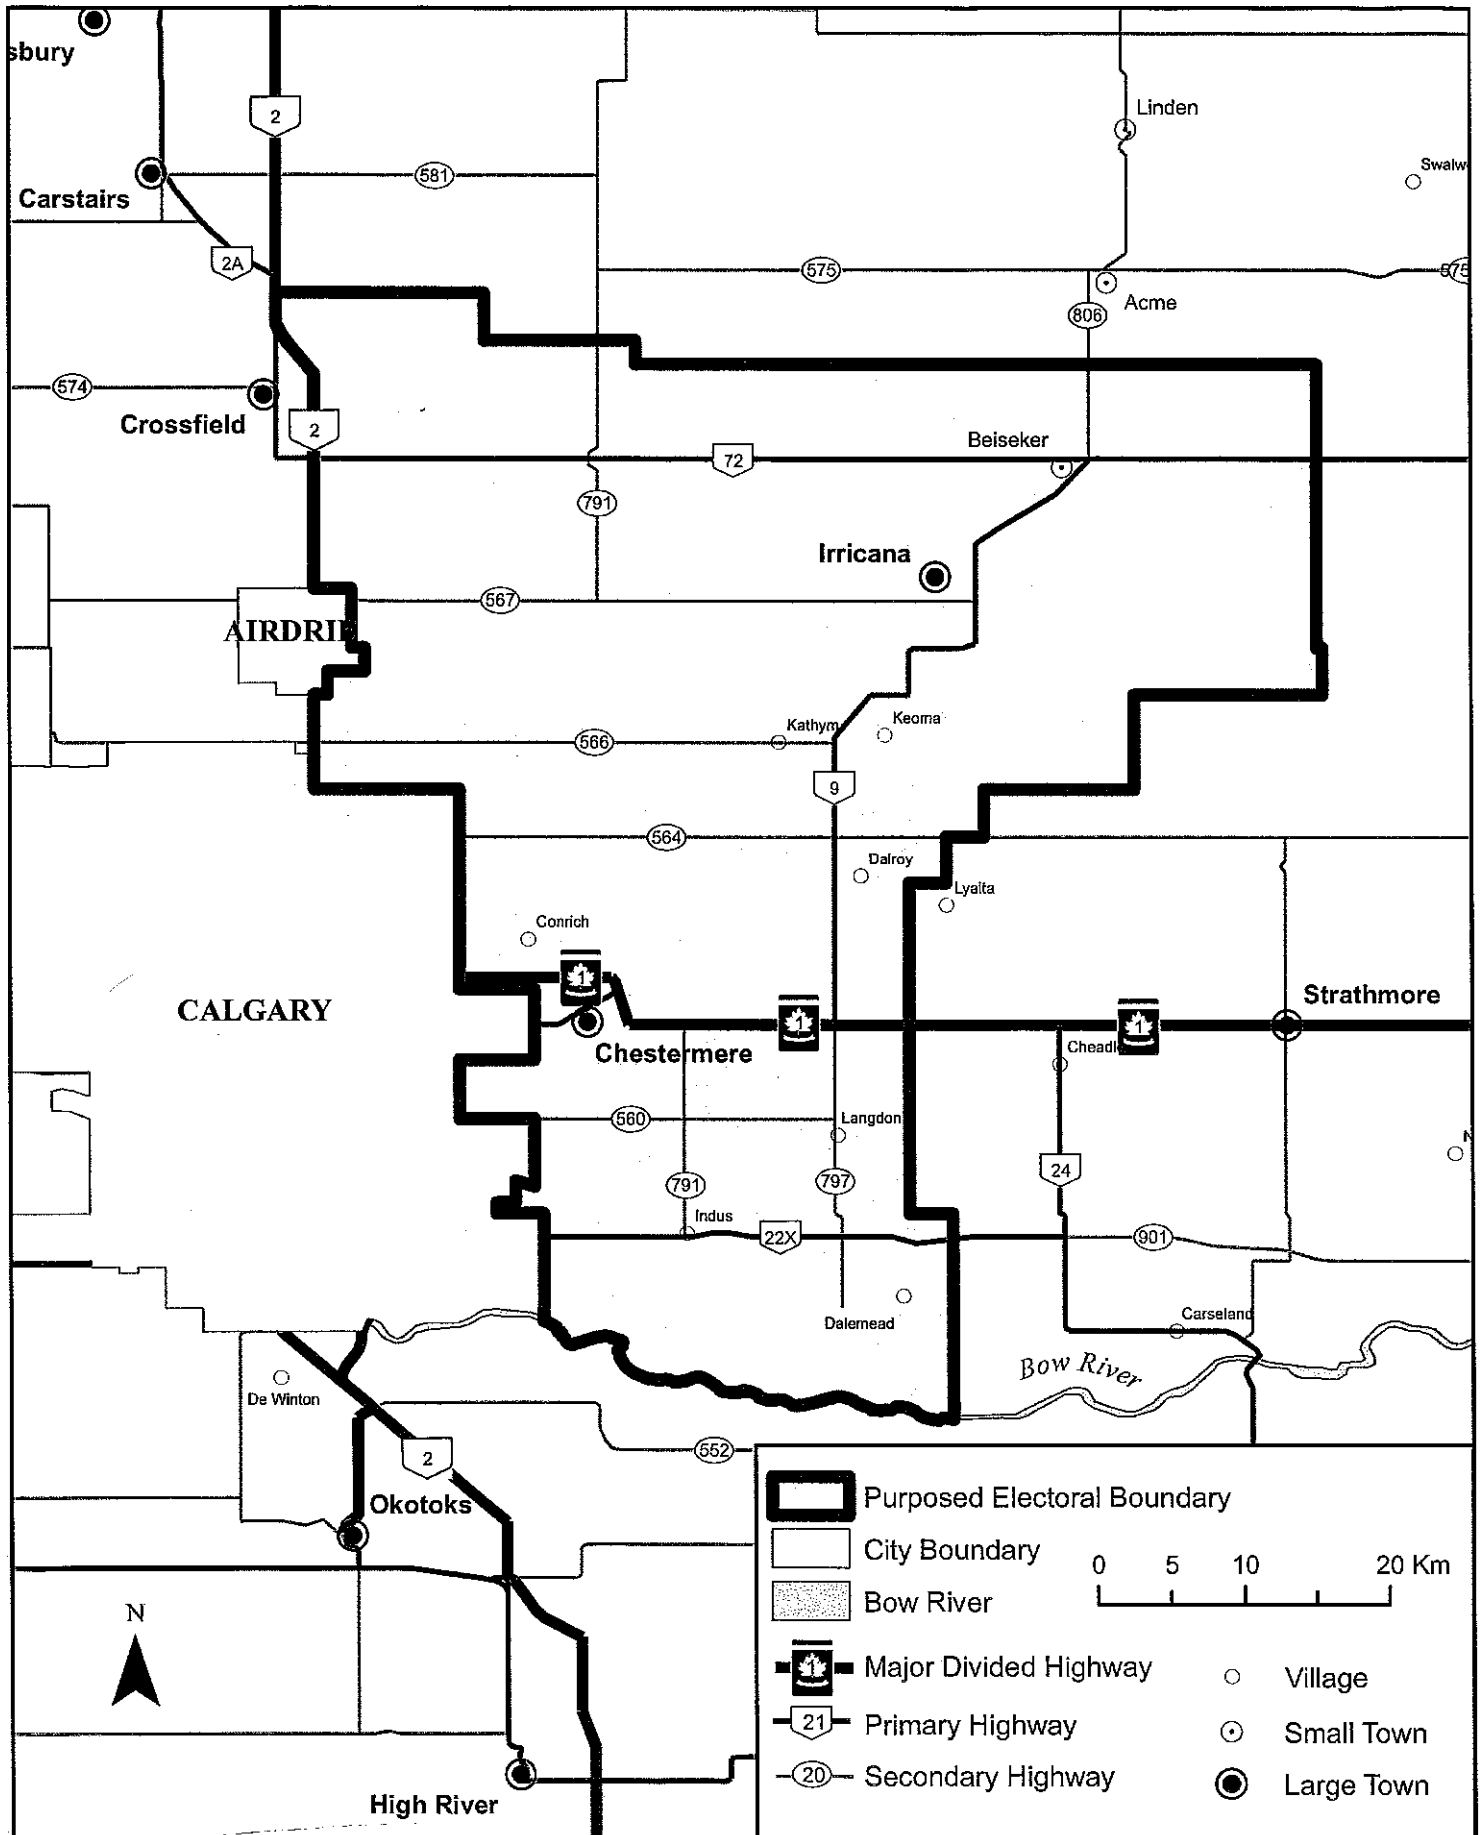 sbury
2
Linden
Swalw
581
Carstairs
2A
575
575
Acme
806
574
Crossfield
2
Beiseker
72
791
Irricana
567
AIRDRI
Kathym
Keoma
566
9
564
Dalroy
Lyalta
Conrich
1
CALGARY
Strathmore
1
1
Chestermere
Cheadl
560
Langdon
N
24
791
797
Indus
22X
901
Dalemead
Carseland
Bow River
De Winton
2
552
Okotoks
Purposed Electoral Boundary
City Boundary
0 5 10 20 Km
Bow River
N
1 Major Divided Highway
Village
21 Primary Highway
Small Town
20 Secondary Highway
Large Town
High River